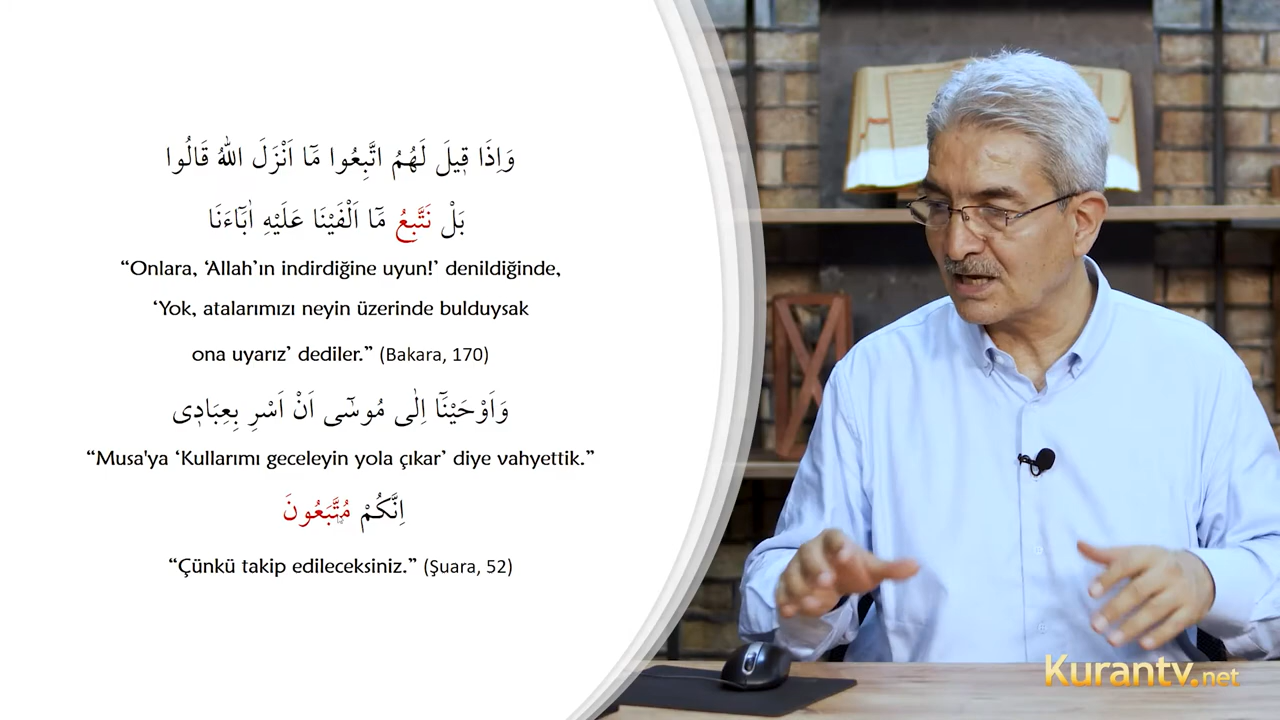 وَاِذَا ق۪يلَ لَهُمُ اتَّبِعُوا مَٓا اَنْزَلَ اللّٰهُ قَالُوا
بَلْ نَتَّبِعُ مَٓا اَلْفَيْنَا عَلَيْهِ اٰبَٓاءَنَا
“Onlara, ‘Allah’ın indirdiğine uyun!’ denildiğinde,
‘Yok, atalarımızı neyin üzerinde bulduysak
ona uyarız’ dediler.” (Bakara, 170)
وَاَوْحَيْنَٓا اِلٰى مُوسٰٓى اَنْ اَسْرِ بِعِبَاد۪ى
“Musa'ya ‘Kullarımı geceleyin yola çıkar’ diye vahyettik.”
اِنَّكُمْ مُتَّبَعُونَ
“Çünkü takip edileceksiniz.” (Şuara, 52)
Kurantv.net